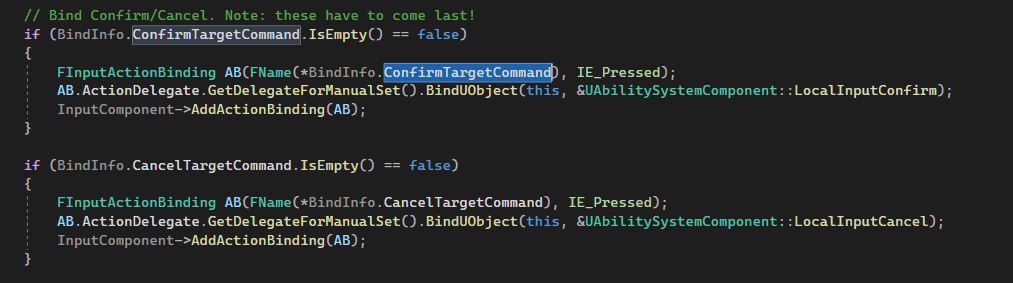 // Bind Confirm/Cancel. Note: these have to come last!
if (BindInfo.ConfirmTargetCommand.IsEmpty() == false)
{
FInputActionBinding AB(FName(*BindInfo.ConfirmTargetCommand), IE_Pressed);
AB.ActionDelegate.GetDelegateForManualSet().BindUObject(this, &UAbilitySystemComponent::LocalInputConfirm);
InputComponent->AddActionBinding(AB);
}
if (BindInfo.CancelTargetCommand.IsEmpty() == false)
{
FInputActionBinding AB(FName(*BindInfo.CancelTargetCommand), IE_Pressed);
AB.ActionDelegate.GetDelegateForManualSet().BindUObject(this, &UAbilitySystemComponent::LocalInputCancel);
InputComponent->AddActionBinding(AB);
}